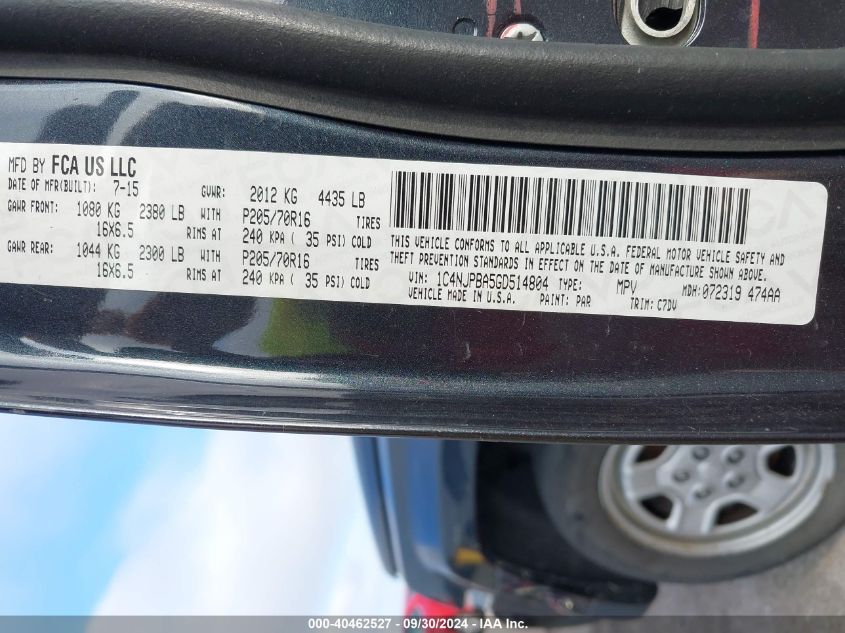 MFD BY FCA US LLC
DATE OF MFR(BUILT): 7-15 GVWR: 2012 KG 4435 LB
GAWR FRONT: 1080 KG 2380 LB WITH P205/70R16 TIRES
16X6.5 RIMS AT 240 KPA ( 35 PSI) COLD
GAWR REAR: 1044 KG 2300 LB WITH P205/70R16 TIRES
16X6.5 RIMS AT 240 KPA ( 35 PSI) COLD
THIS VEHICLE CONFORMS TO ALL APPLICABLE U.S.A. FEDERAL MOTOR VEHICLE SAFETY AND
THEFT PREVENTION STANDARDS IN EFFECT ON THE DATE OF MANUFACTURE SHOWN ABOVE.
VIN: 1C4NJPBA5GD514804 TYPE: MPV MDH: 072319 474AA
VEHICLE MADE IN U.S.A. PAINT: PAR TRIM: C7DV
000-40462527 - 09/30/2024 - IAA Inc.